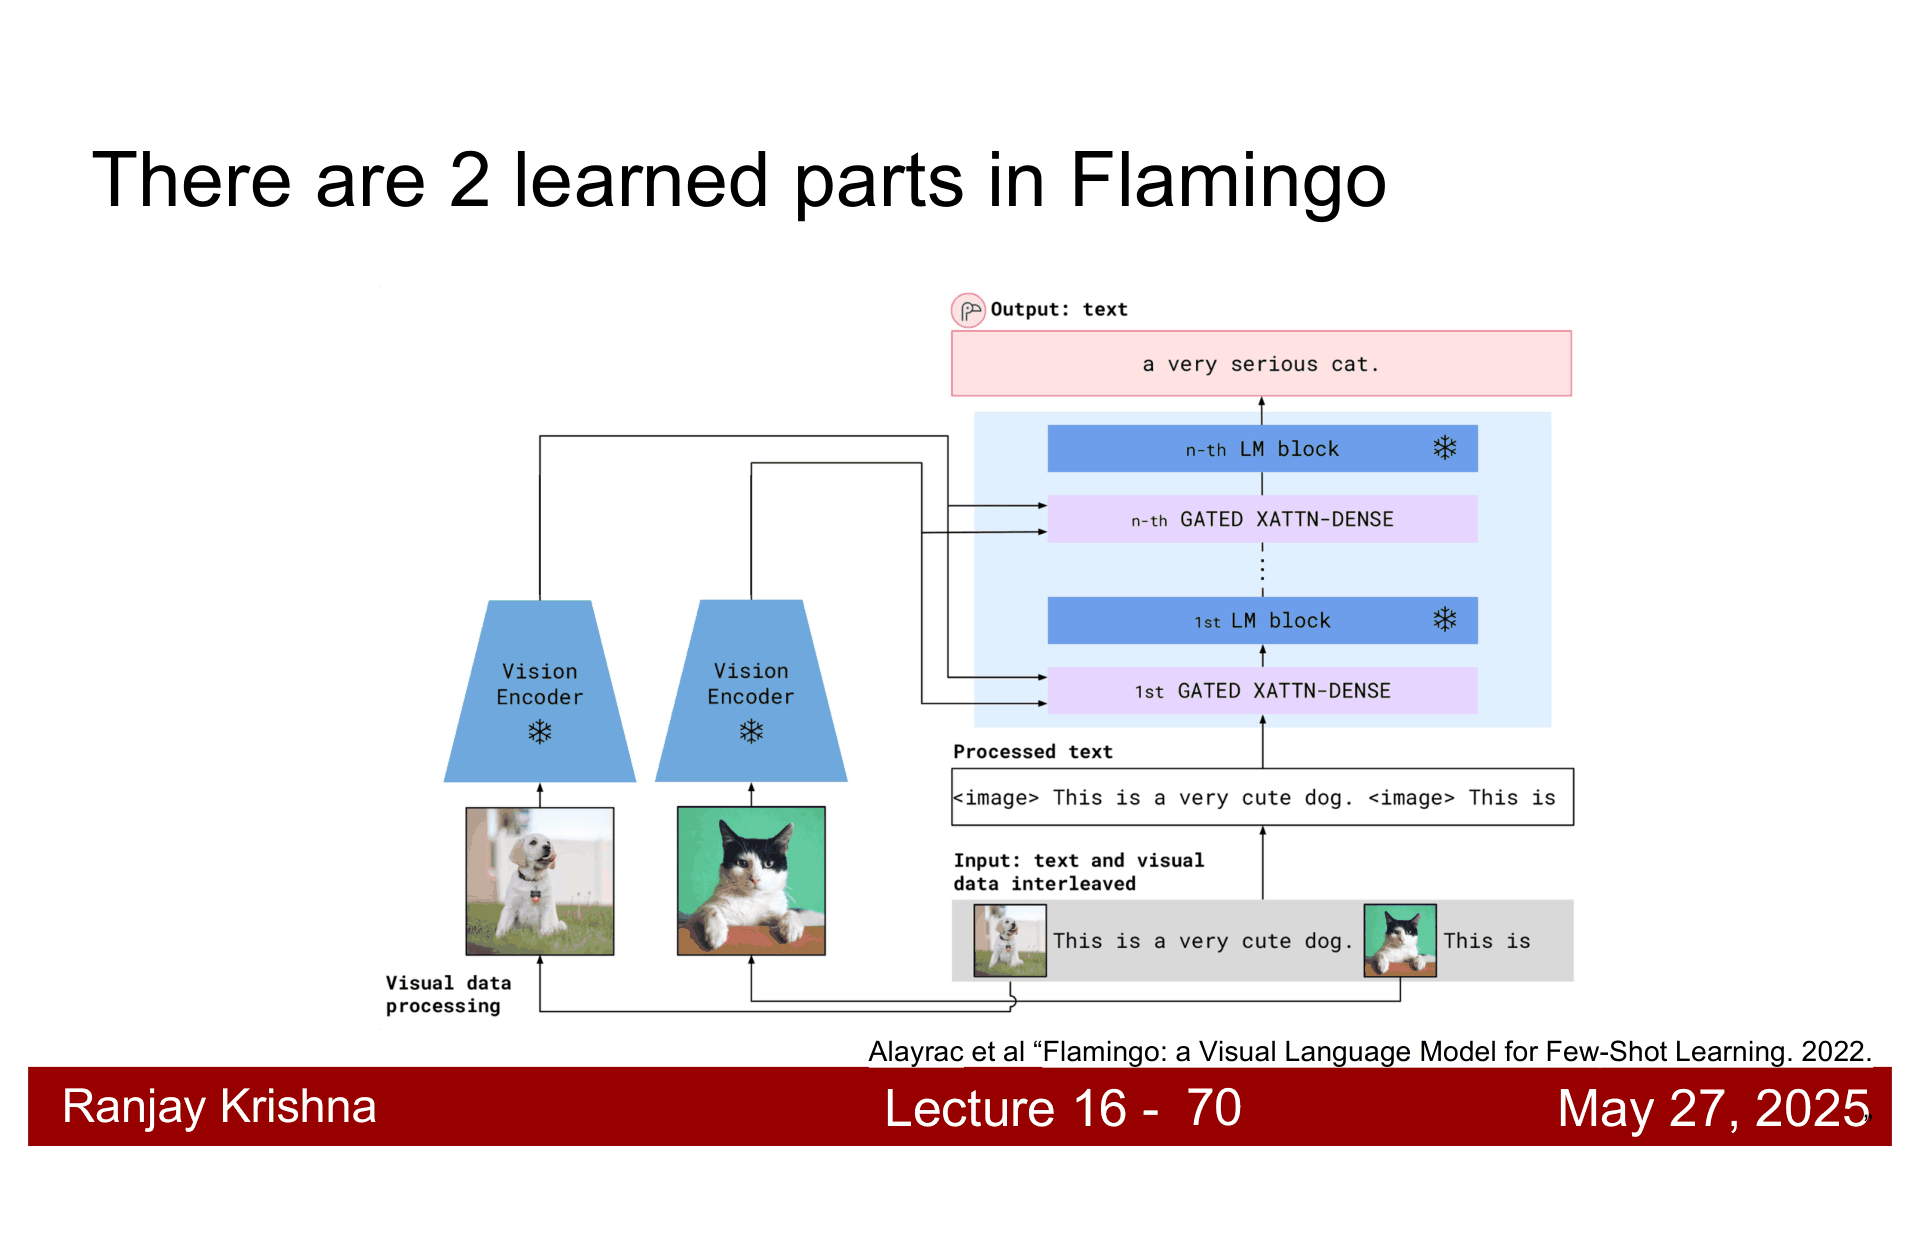 There are 2 learned parts in Flamingo
Output: text
a very serious cat.
n-th LM block
n-th GATED XATTN-DENSE
1st LM block
1st GATED XATTN-DENSE
Vision
Encoder
Vision
Encoder
Processed text
<image> This is a very cute dog. <image> This is
Input: text and visual
data interleaved
This is a very cute dog. This is
Visual data
processing
Alayrac et al “Flamingo: a Visual Language Model for Few-Shot Learning. 2022.
”
Ranjay Krishna
Lecture 16 - 70
May 27, 2025